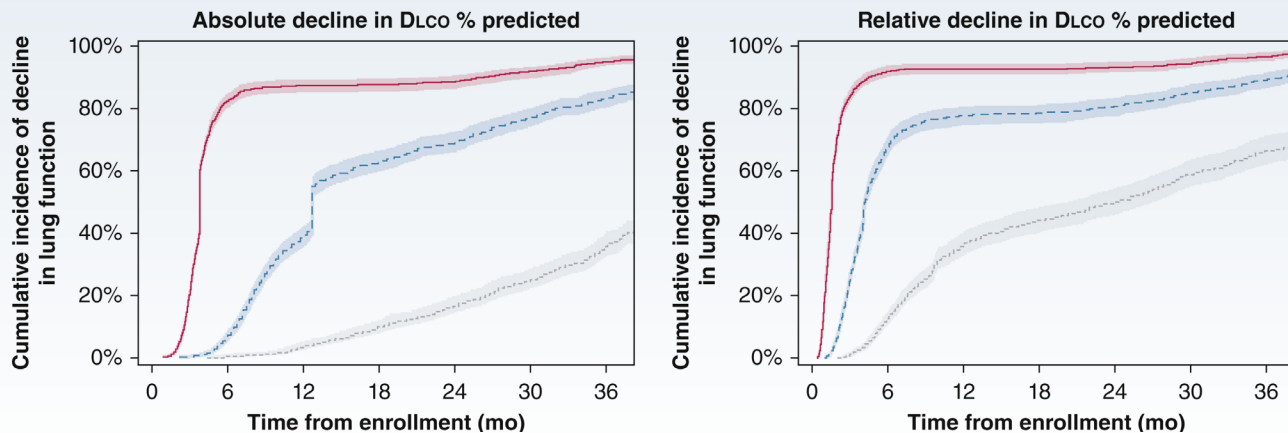 Absolute decline in DLCO % predicted
Cumulative incidence of decline
in lung function
100%
80%
60%
40%
20%
0%
0 6 12 18 24 30 36
Time from enrollment (mo)
Relative decline in DLCO % predicted
Cumulative incidence of decline
in lung function
100%
80%
60%
40%
20%
0%
0 6 12 18 24 30 36
Time from enrollment (mo)